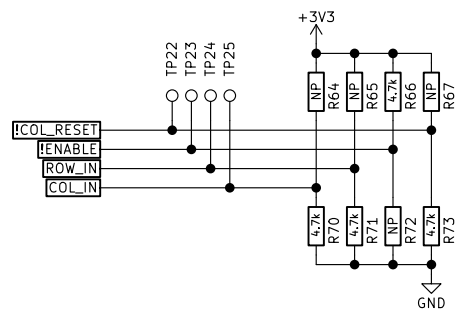 +3V3
TP22
TP23
TP24
TP25
NP
R64
NP
R65
4.7k
R66
NP
R67
!COL_RESET
!ENABLE
ROW_IN
COL_IN
4.7k
R70
4.7k
R71
NP
R72
4.7k
R73
GND